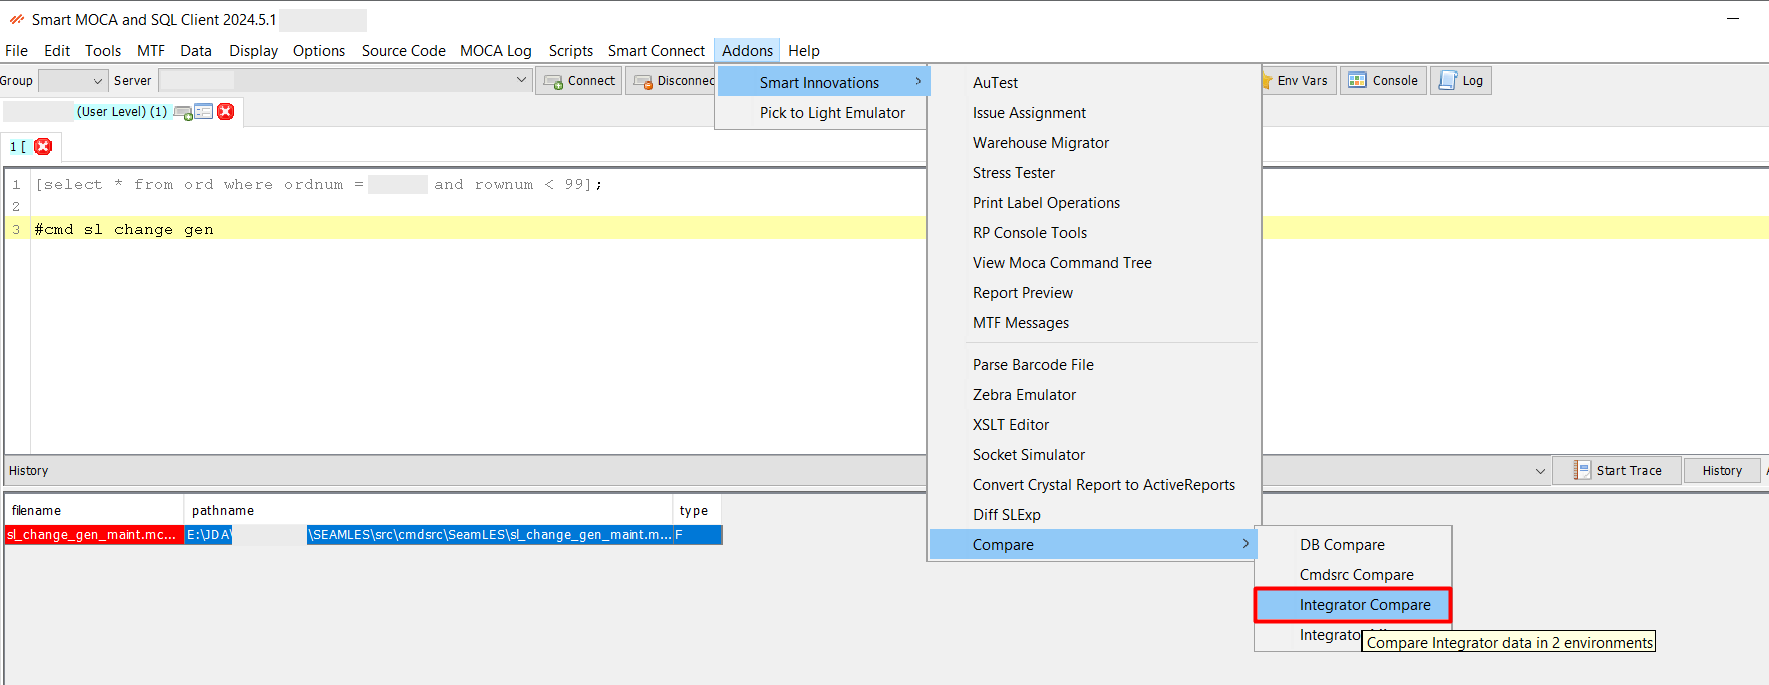 Smart MOCA and SQL Client 2024.5.1
File Edit Tools MTF Data Display Options Source Code MOCA Log Scripts Smart Connect Addons Help
Group Server Connect Disconnec Env Vars Console Log
Smart Innovations >
Pick to Light Emulator
(User Level) (1)
1 [
AuTest
Issue Assignment
Warehouse Migrator
Stress Tester
Print Label Operations
RP Console Tools
View Moca Command Tree
Report Preview
MTF Messages
Parse Barcode File
Zebra Emulator
XSLT Editor
Socket Simulator
Convert Crystal Report to ActiveReports
Diff SLExp
Compare >
1 [select * from ord where ordnum = and rownum < 99];
2
3 #cmd sl change gen
History Start Trace History
filename pathname type
sl_change_gen_maint.mc... E:\JDA\ \SEAMLES\src\cmdsrc\SeamLES\sl_change_gen_maint.m... F
DB Compare
Cmdsrc Compare
Integrator Compare
Integrato
Compare Integrator data in 2 environments